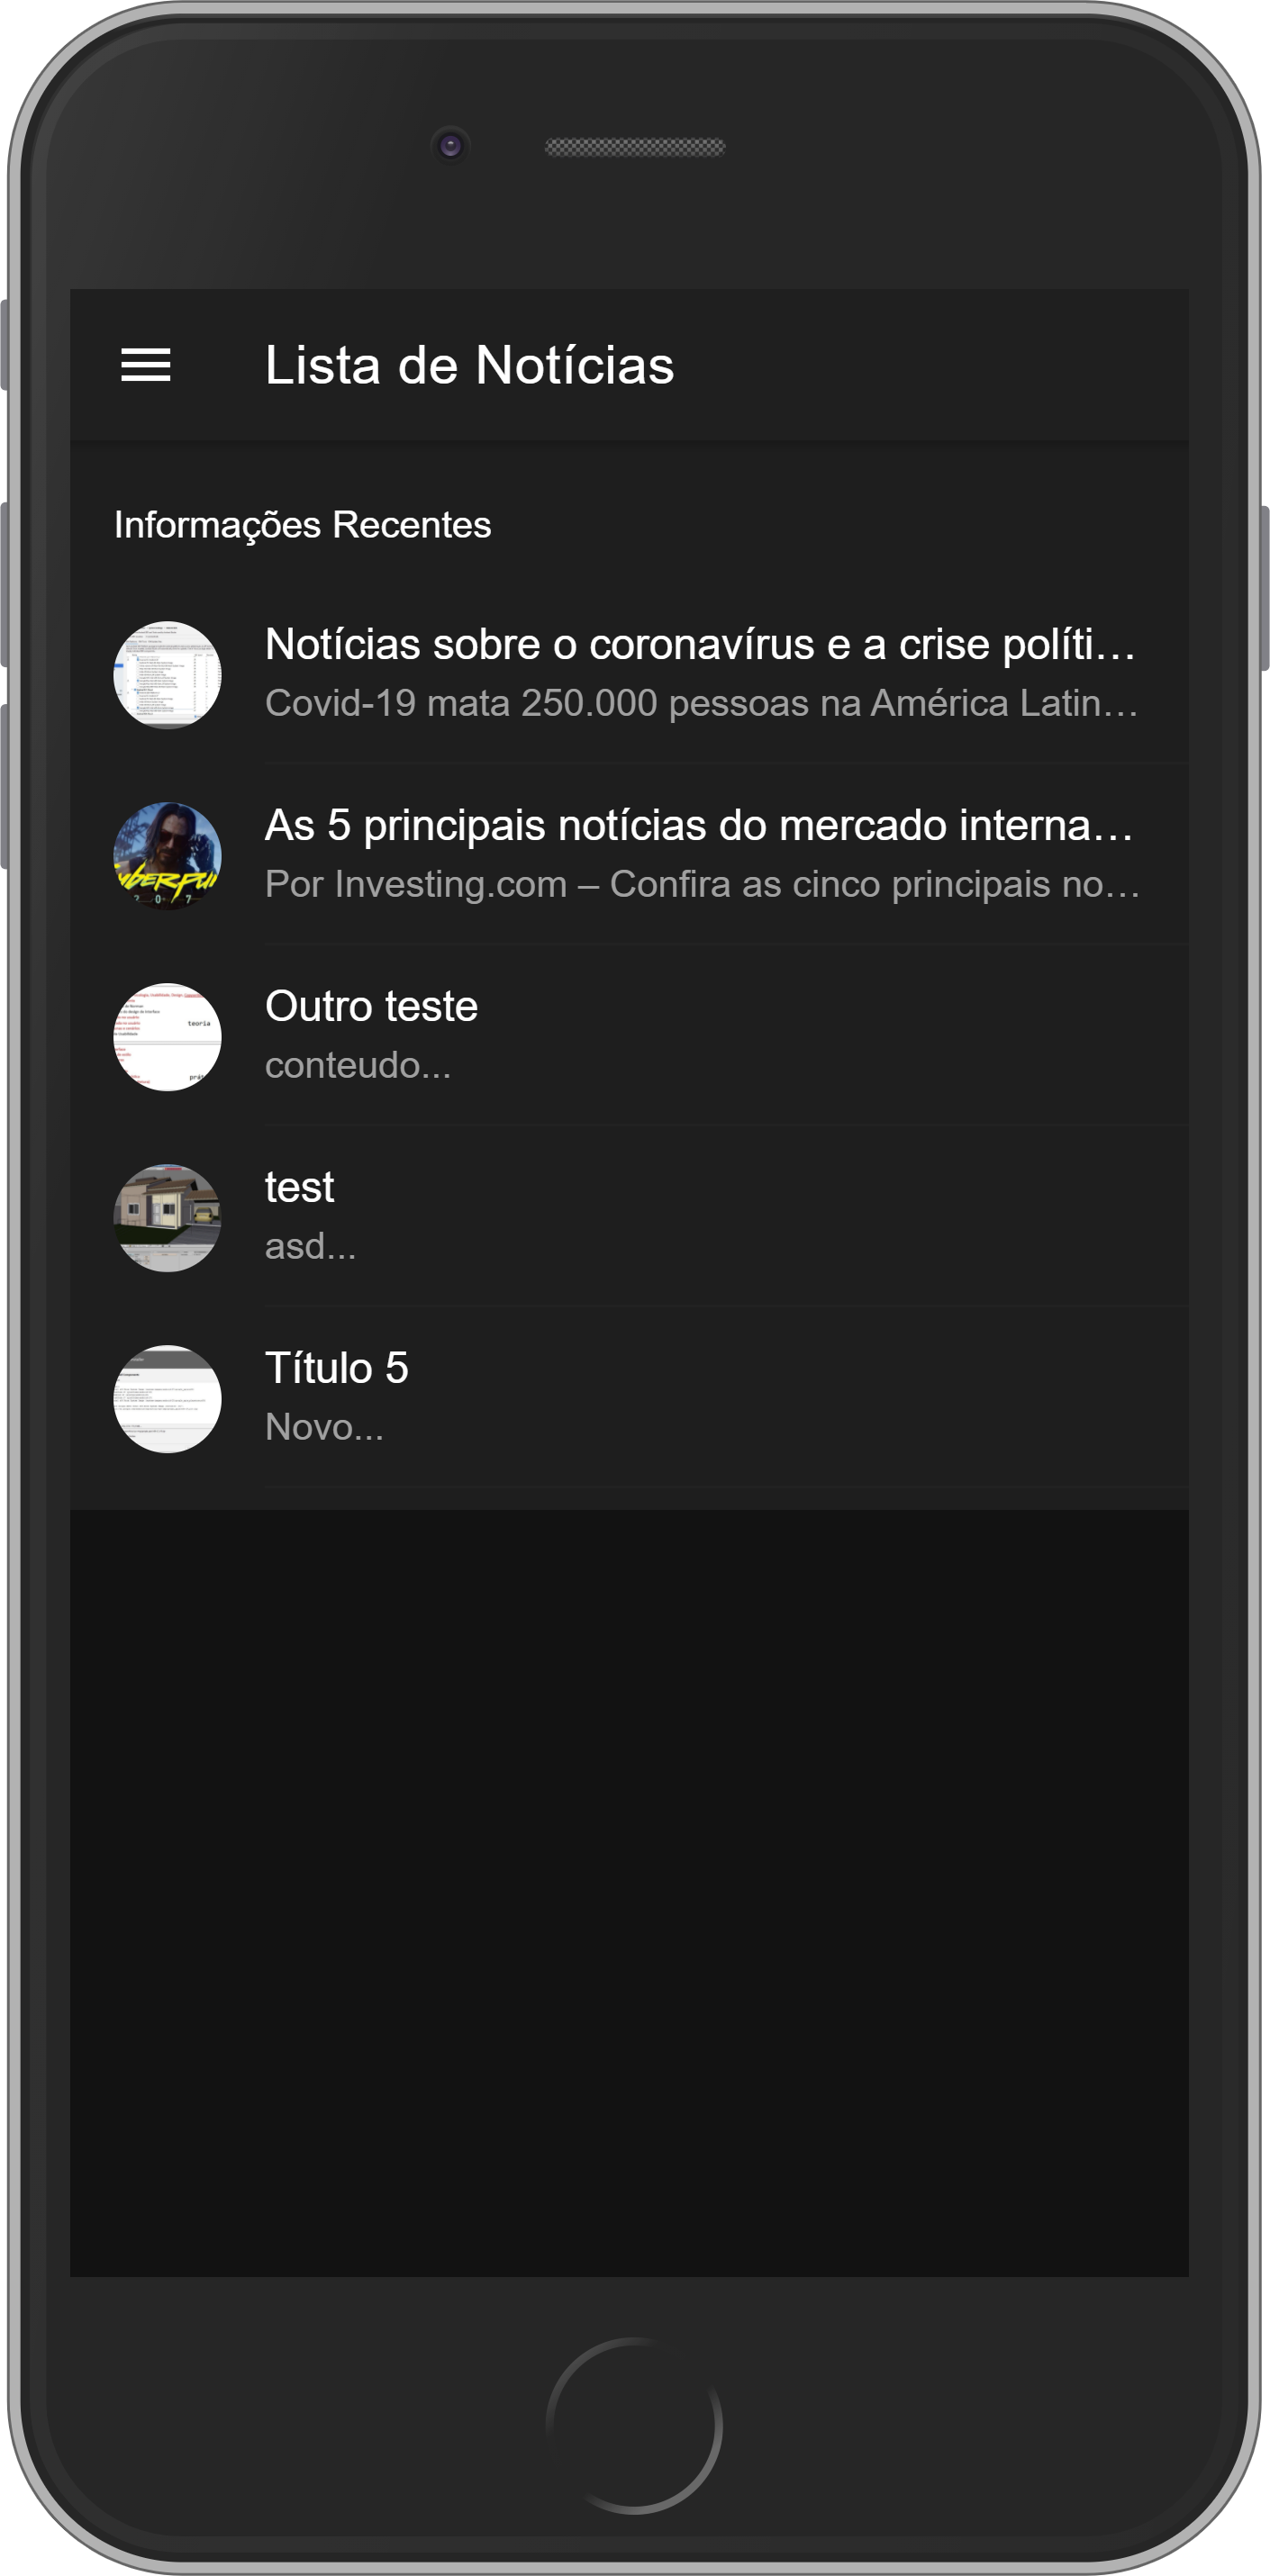 Lista de Notícias
Informações Recentes
Notícias sobre o coronavírus e a crise políti…
Covid-19 mata 250.000 pessoas na América Latin…
As 5 principais notícias do mercado interna…
Por Investing.com – Confira as cinco principais no…
Outro teste
conteudo...
teoria
test
asd...
Título 5
Novo...